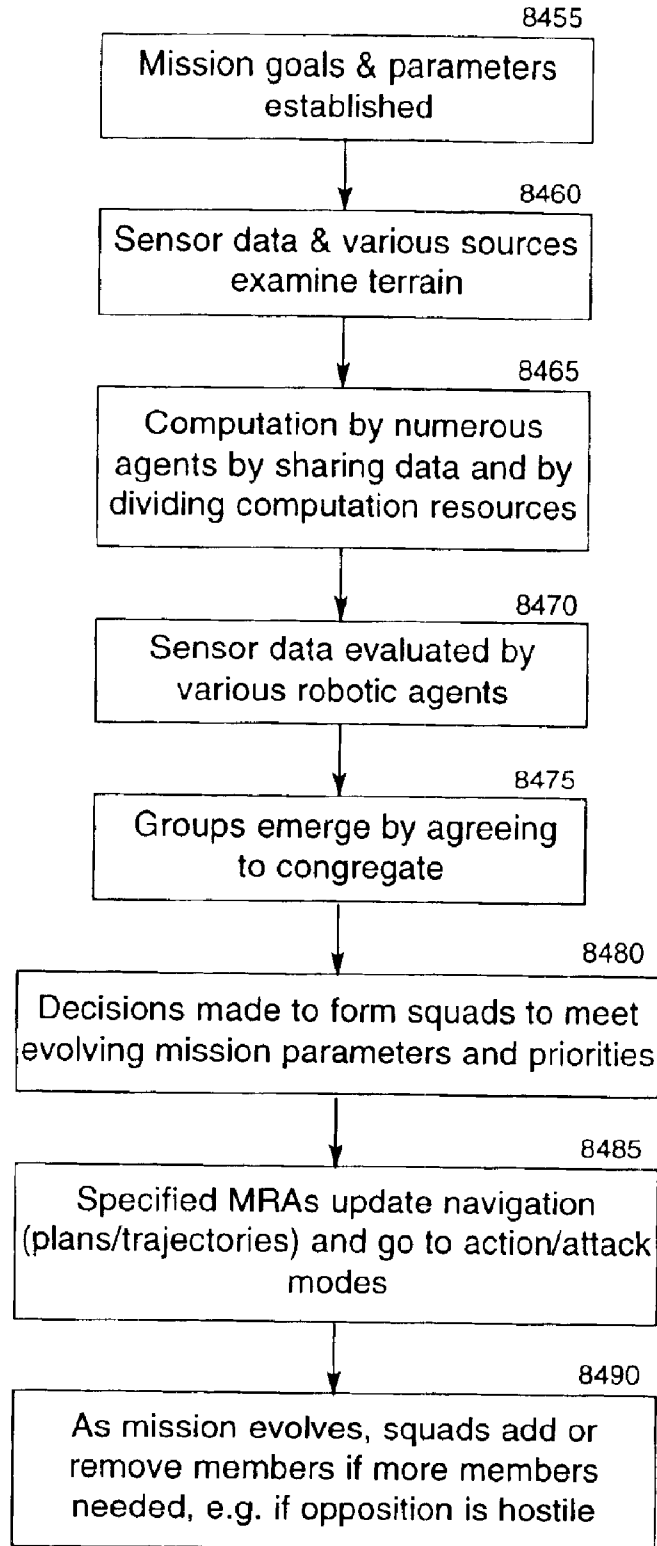 8455
Mission goals & parameters
established
8460
Sensor data & various sources
examine terrain
8465
Computation by numerous
agents by sharing data and by
dividing computation resources
8470
Sensor data evaluated by
various robotic agents
8475
Groups emerge by agreeing
to congregate
8480
Decisions made to form squads to meet
evolving mission parameters and priorities
8485
Specified MRAs update navigation
(plans/trajectories) and go to action/attack
modes
8490
As mission evolves, squads add or
remove members if more members
needed, e.g. if opposition is hostile